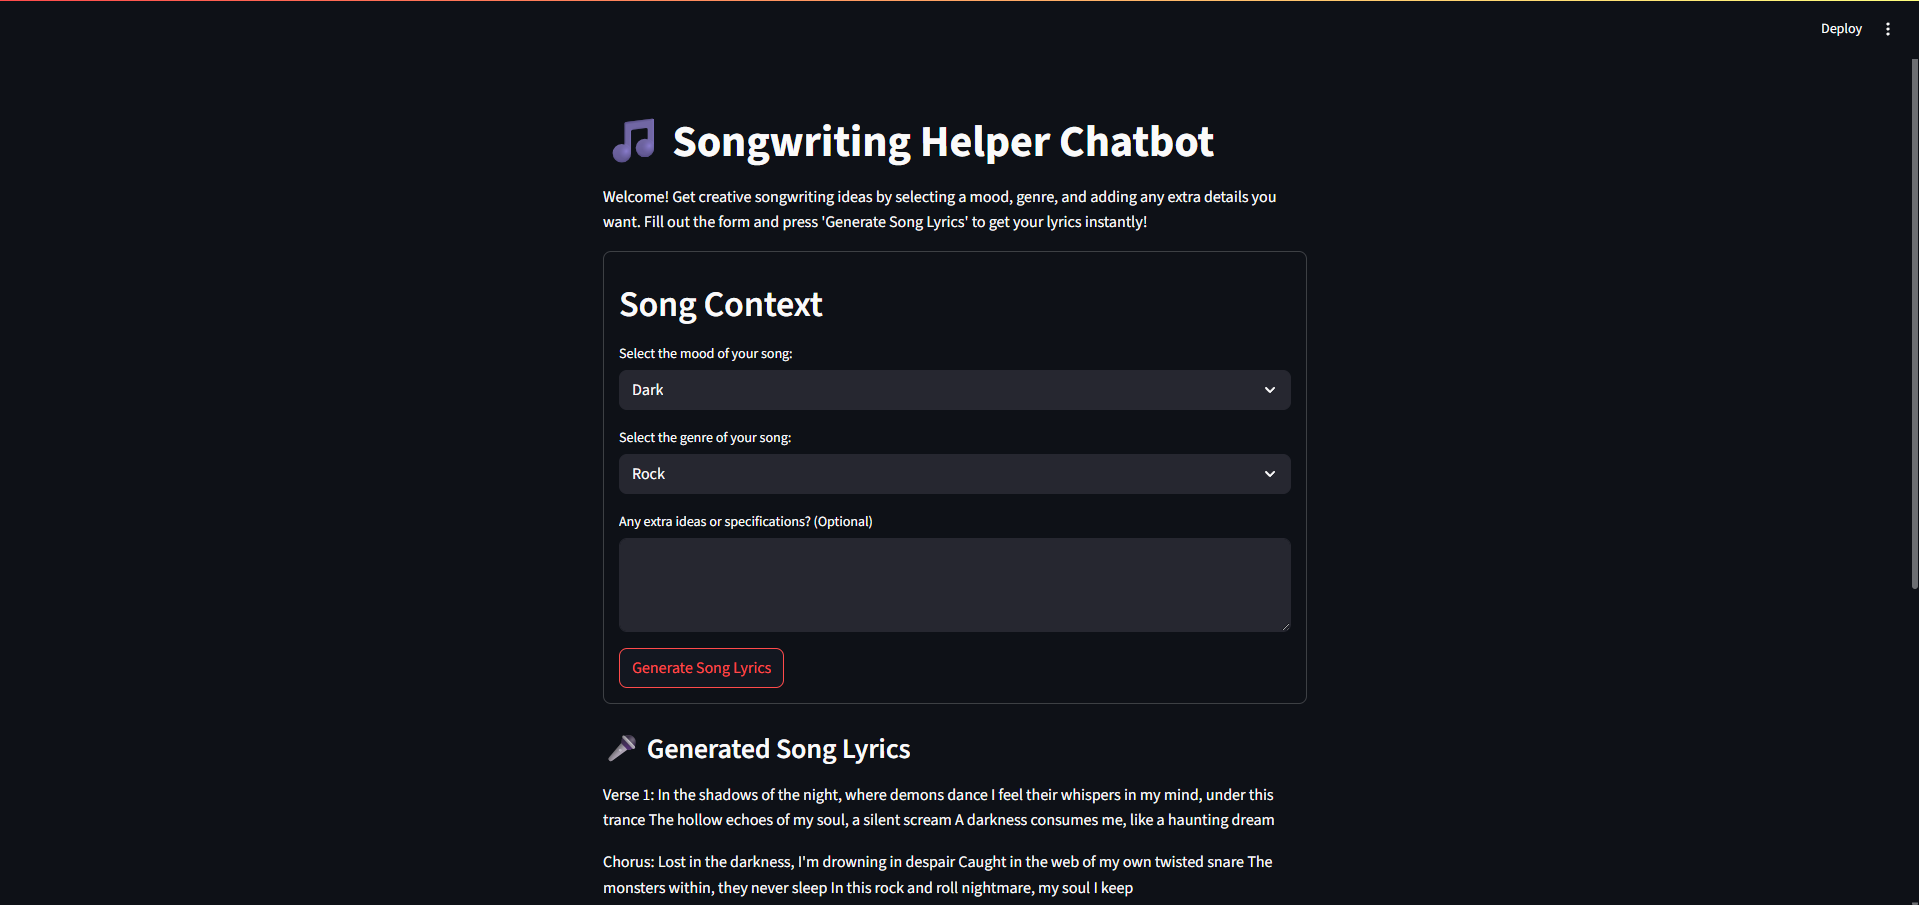 Deploy
Songwriting Helper Chatbot
Welcome! Get creative songwriting ideas by selecting a mood, genre, and adding any extra details you
want. Fill out the form and press 'Generate Song Lyrics' to get your lyrics instantly!
Song Context
Select the mood of your song:
Dark
Select the genre of your song:
Rock
Any extra ideas or specifications? (Optional)
Generate Song Lyrics
Generated Song Lyrics
Verse 1: In the shadows of the night, where demons dance I feel their whispers in my mind, under this
trance The hollow echoes of my soul, a silent scream A darkness consumes me, like a haunting dream
Chorus: Lost in the darkness, I'm drowning in despair Caught in the web of my own twisted snare The
monsters within, they never sleep In this rock and roll nightmare, my soul I keep